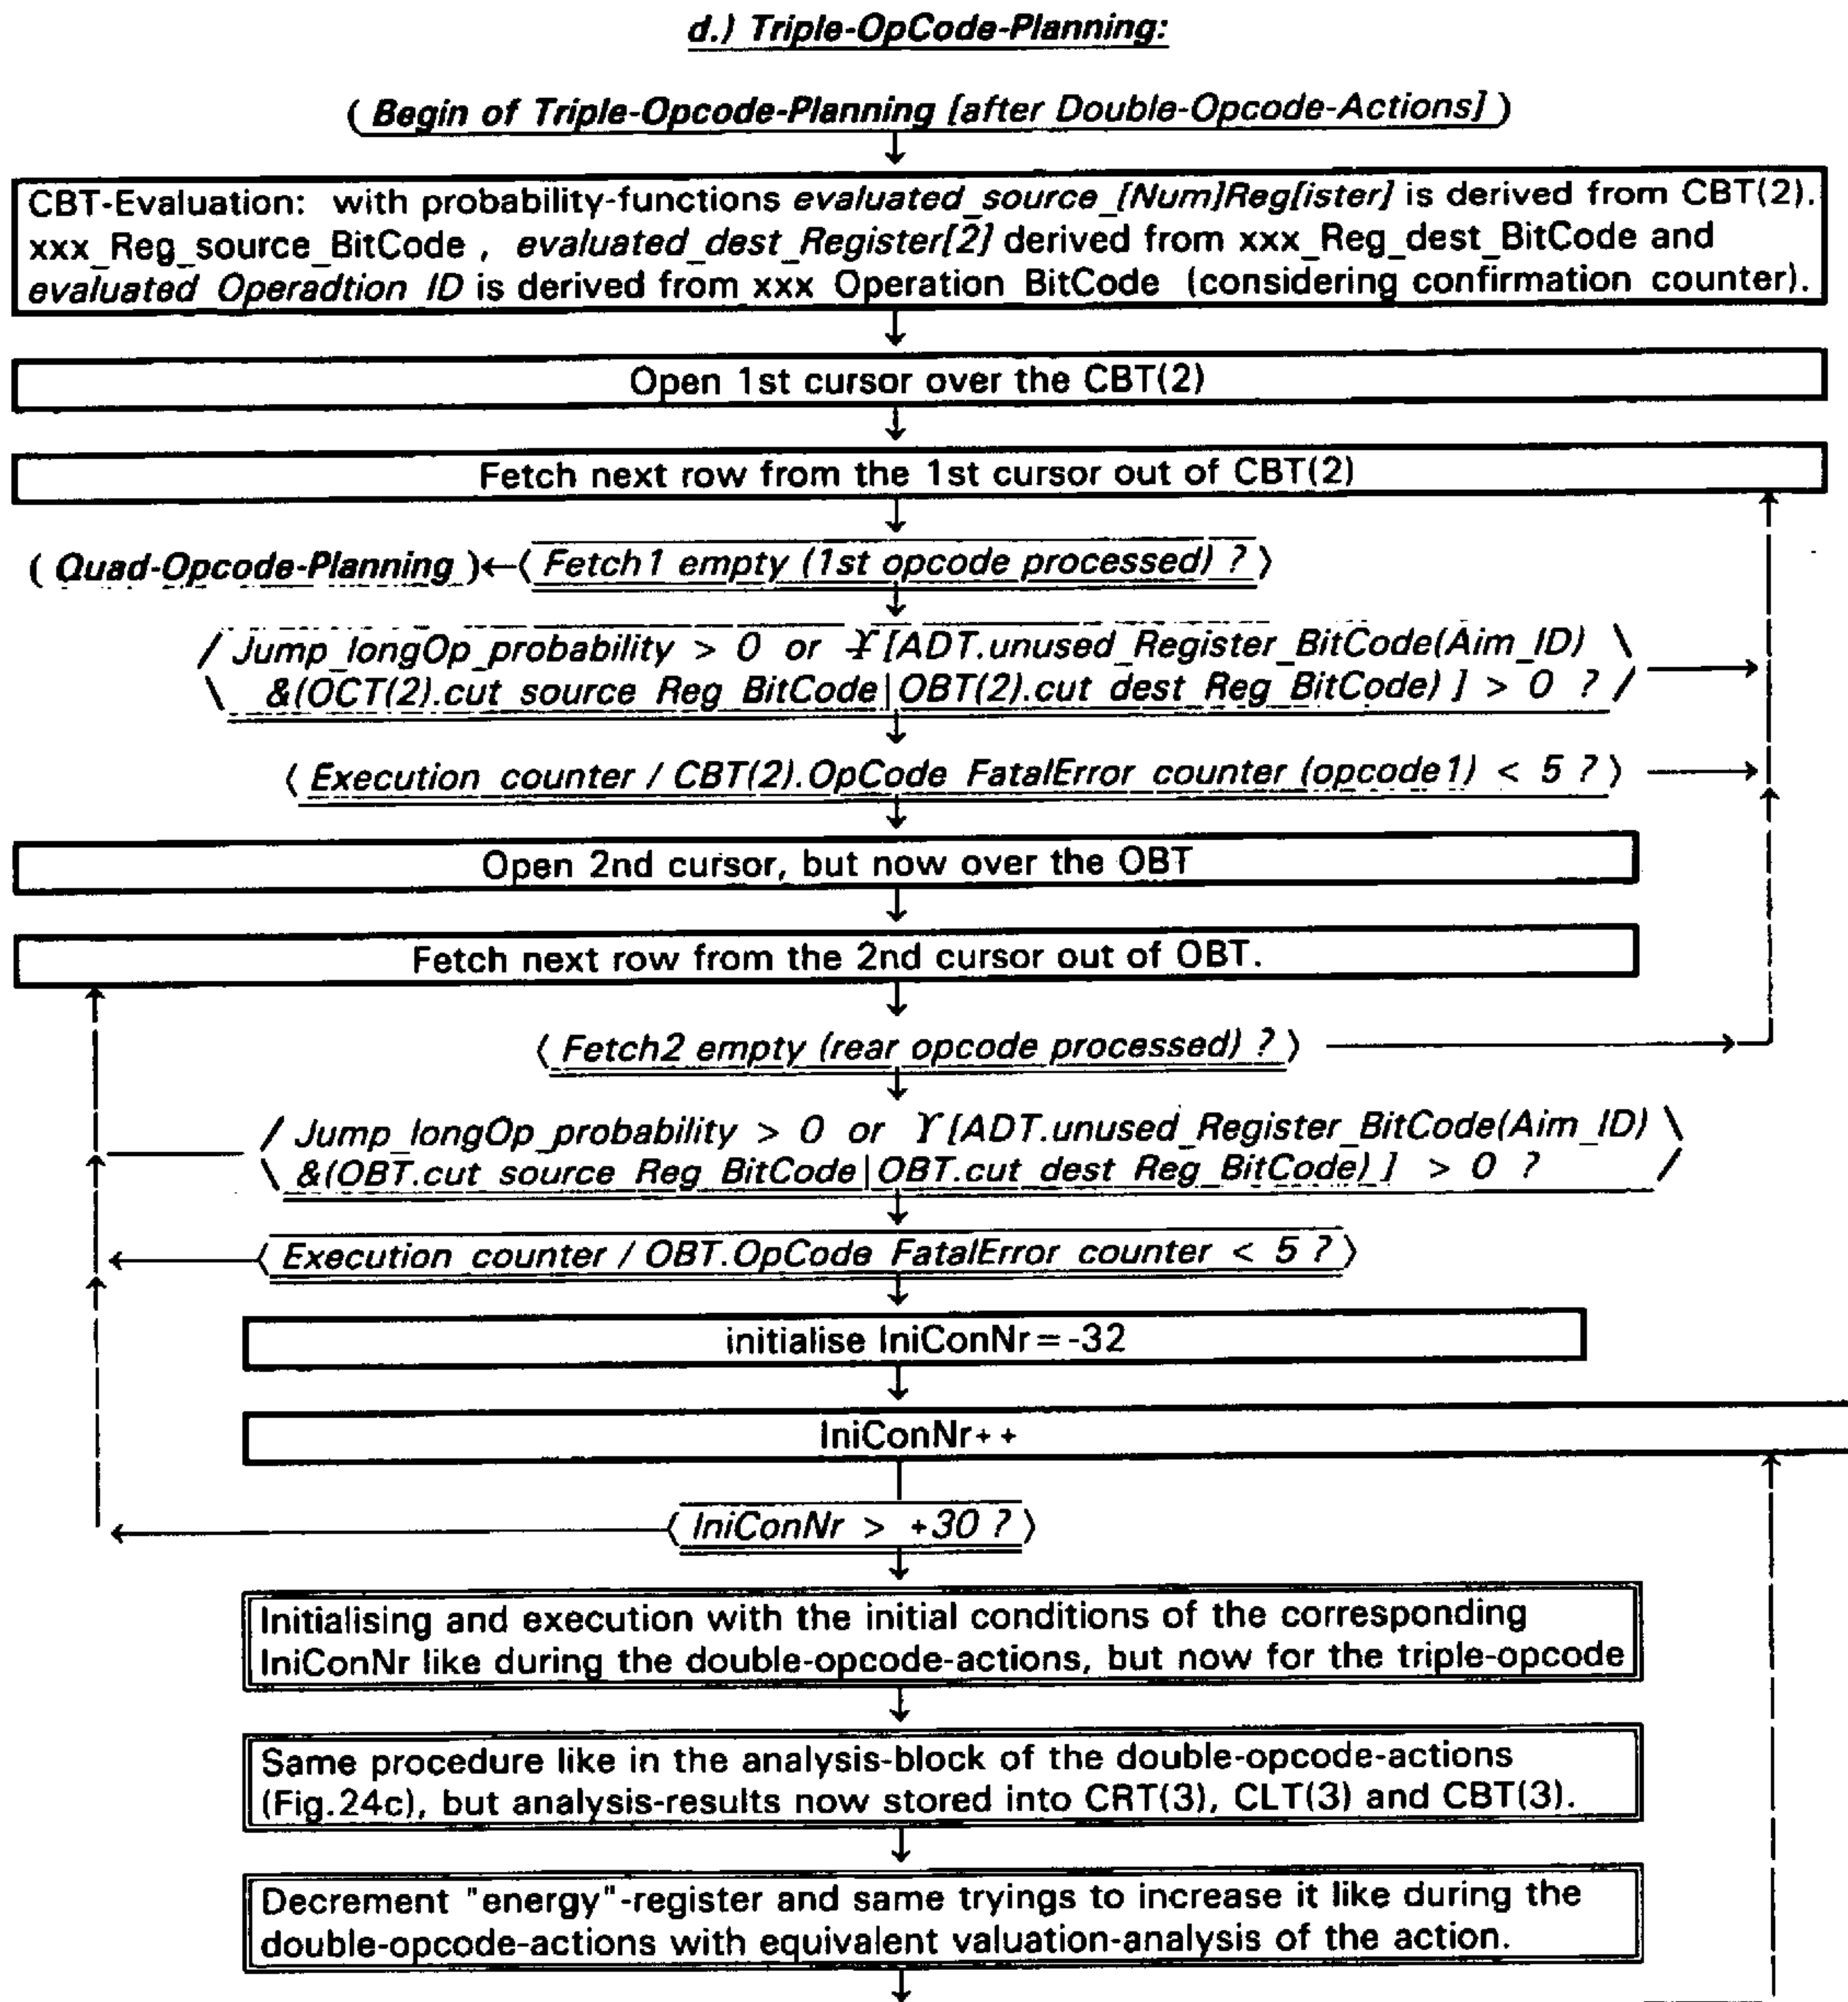 d.) Triple-OpCode-Planning:
( Begin of Triple-Opcode-Planning [after Double-Opcode-Actions] )
CBT-Evaluation: with probability-functions evaluated_source_[Num]Reg[ister] is derived from CBT(2).
xxx_Reg_source_BitCode , evaluated_dest_Register[2] derived from xxx_Reg_dest_BitCode and
evaluated Operadtion ID is derived from xxx Operation BitCode (considering confirmation counter).
Open 1st cursor over the CBT(2)
Fetch next row from the 1st cursor out of CBT(2)
( Quad-Opcode-Planning )←⟨ Fetch1 empty (1st opcode processed) ? ⟩
/ Jump_longOp_probability > 0 or ϒ[ADT.unused_Register_BitCode(Aim_ID) \
\ &(OCT(2).cut source Reg BitCode|OBT(2).cut dest Reg BitCode) ] > 0 ? /
⟨ Execution counter / CBT(2).OpCode FatalError counter (opcode1) < 5 ? ⟩
Open 2nd cursor, but now over the OBT
Fetch next row from the 2nd cursor out of OBT.
⟨ Fetch2 empty (rear opcode processed) ? ⟩
/ Jump_longOp_probability > 0 or ϒ[ADT.unused_Register_BitCode(Aim_ID) \
\ &(OBT.cut source Reg BitCode|OBT.cut dest Reg BitCode) ] > 0 ? /
⟨ Execution counter / OBT.OpCode FatalError counter < 5 ? ⟩
initialise IniConNr=-32
IniConNr++
⟨ IniConNr > +30 ? ⟩
Initialising and execution with the initial conditions of the corresponding
IniConNr like during the double-opcode-actions, but now for the triple-opcode
Same procedure like in the analysis-block of the double-opcode-actions
(Fig.24c), but analysis-results now stored into CRT(3), CLT(3) and CBT(3).
Decrement "energy"-register and same tryings to increase it like during the
double-opcode-actions with equivalent valuation-analysis of the action.